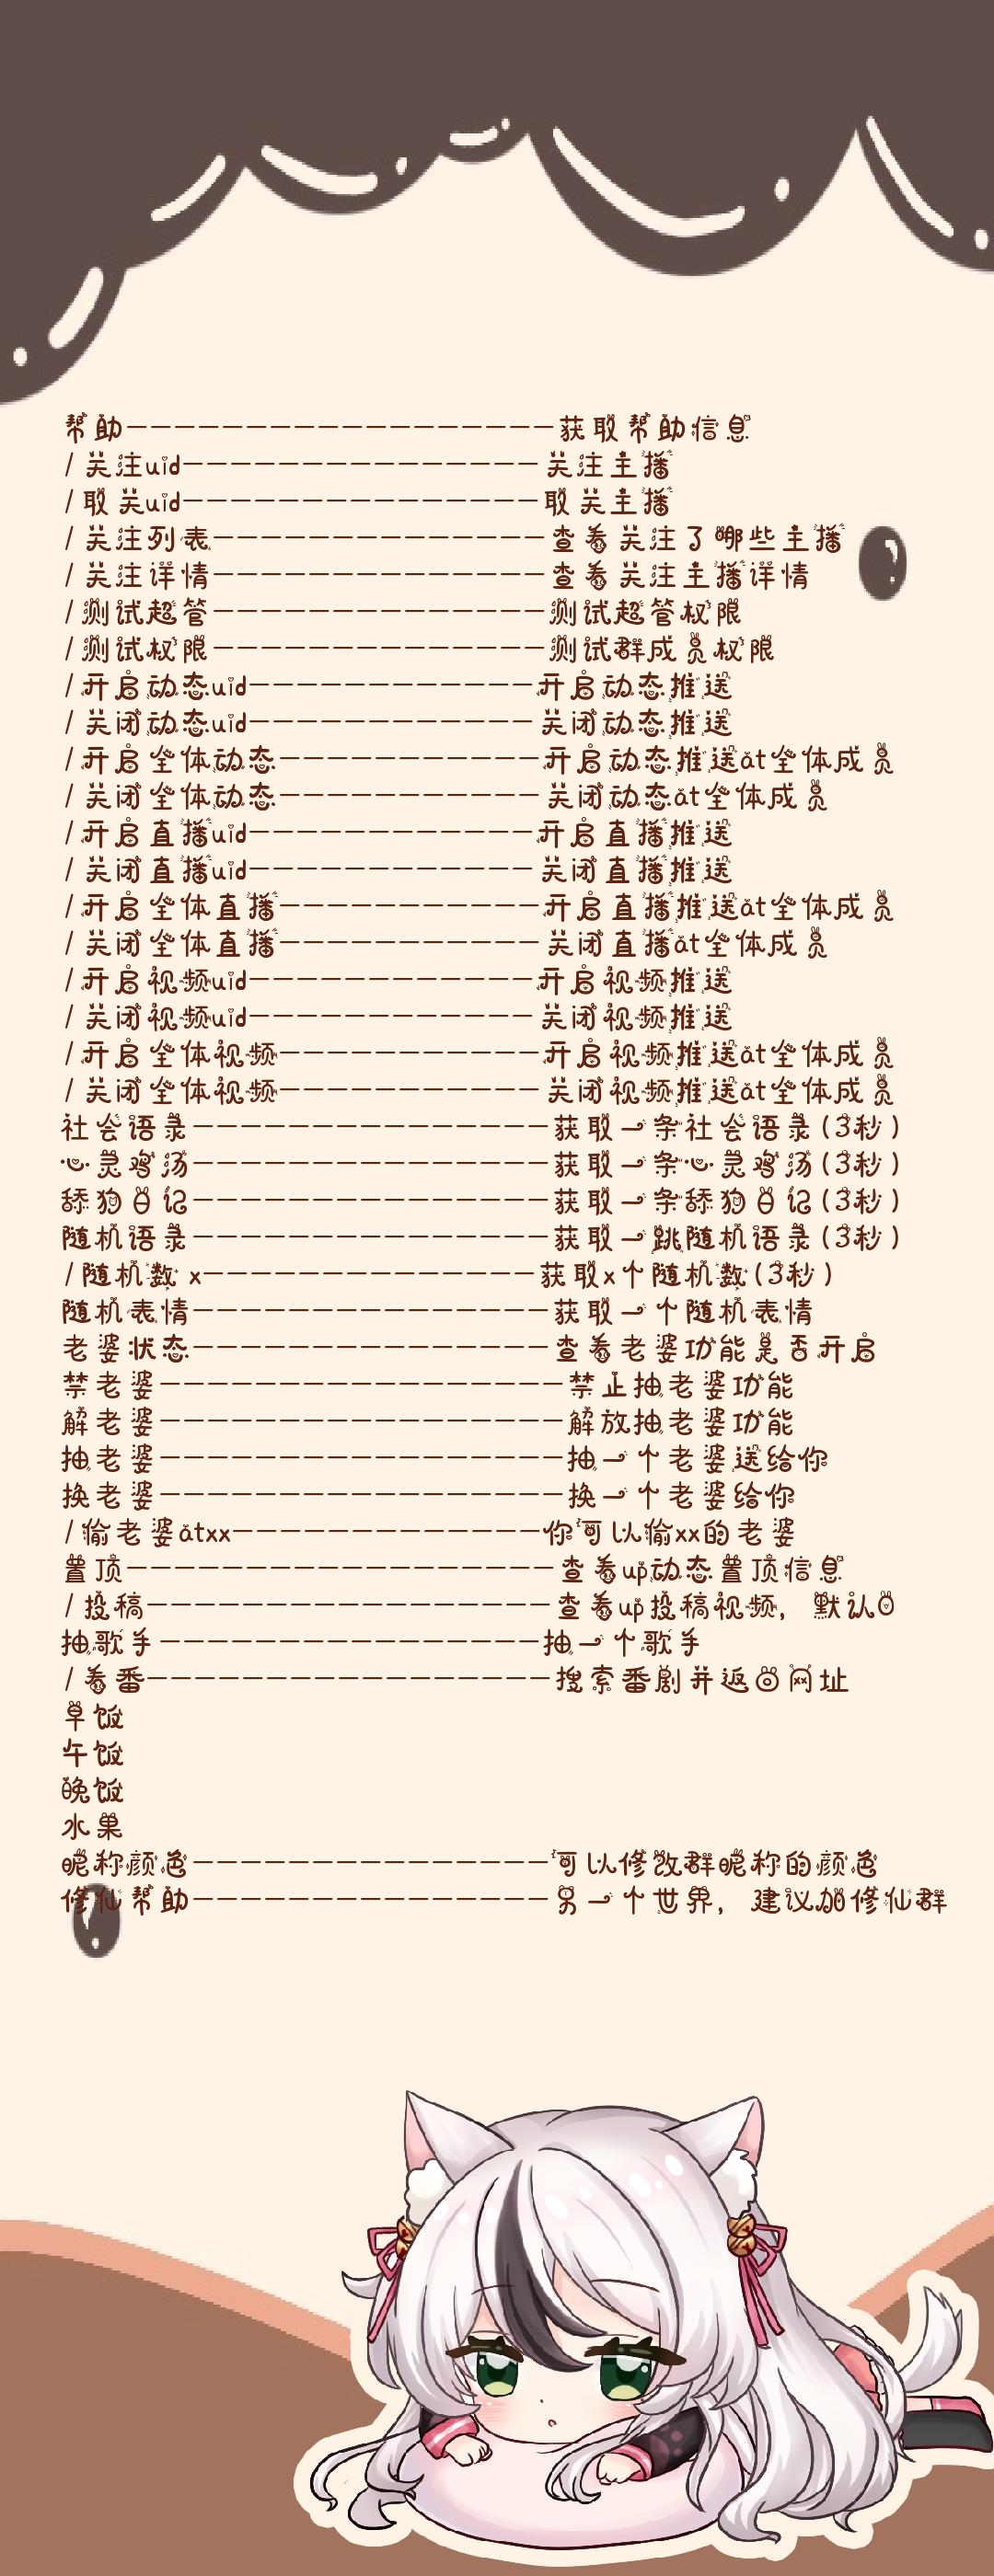 帮助——————————————获取帮助信息
/关注uid————————————关注主播
/取关uid————————————取关主播
/关注列表———————————查看关注了哪些主播
/关注详情———————————查看关注主播详情
/测试超管———————————测试超管权限
/测试权限———————————测试群成员权限
/开启动态uid—————————开启动态推送
/关闭动态uid—————————关闭动态推送
/开启全体动态————————开启动态推送at全体成员
/关闭全体动态————————关闭动态at全体成员
/开启直播uid—————————开启直播推送
/关闭直播uid—————————关闭直播推送
/开启全体直播————————开启直播推送at全体成员
/关闭全体直播————————关闭直播at全体成员
/开启视频uid—————————开启视频推送
/关闭视频uid—————————关闭视频推送
/开启全体视频————————开启视频推送at全体成员
/关闭全体视频————————关闭视频推送at全体成员
社会语录————————————获取一条社会语录(3秒)
心灵鸡汤————————————获取一条心灵鸡汤(3秒)
舔狗日记————————————获取一条舔狗日记(3秒)
随机语录————————————获取一跳随机语录(3秒)
/随机数 x———————————获取x个随机数(3秒)
随机表情————————————获取一个随机表情
老婆状态————————————查看老婆功能是否开启
禁老婆—————————————禁止抽老婆功能
解老婆—————————————解放抽老婆功能
抽老婆—————————————抽一个老婆送给你
换老婆—————————————换一个老婆给你
/偷老婆atxx——————————你可以偷xx的老婆
置顶——————————————查看up动态置顶信息
/投稿—————————————查看up投稿视频，默认0
抽歌手————————————抽一个歌手
/看番—————————————搜索番剧并返回网址
早饭
午饭
晚饭
水果
昵称颜色————————————可以修改群昵称的颜色
修仙帮助————————————另一个世界，建议加修仙群